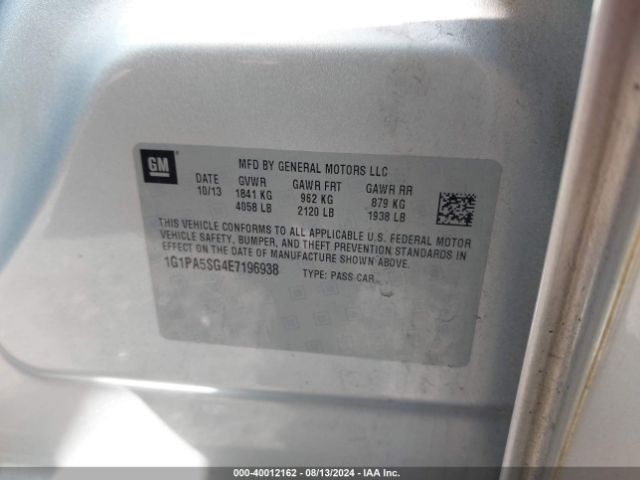 GM
MFD BY GENERAL MOTORS LLC
DATE GVWR GAWR FRT GAWR RR
10/13 1841 KG 962 KG 879 KG
4058 LB 2120 LB 1938 LB
THIS VEHICLE CONFORMS TO ALL APPLICABLE U.S. FEDERAL MOTOR
VEHICLE SAFETY, BUMPER, AND THEFT PREVENTION STANDARDS IN
EFFECT ON THE DATE OF MANUFACTURE SHOWN ABOVE.
1G1PA5SG4E7196938 TYPE: PASS CAR
000-40012162 - 08/13/2024 - IAA Inc.